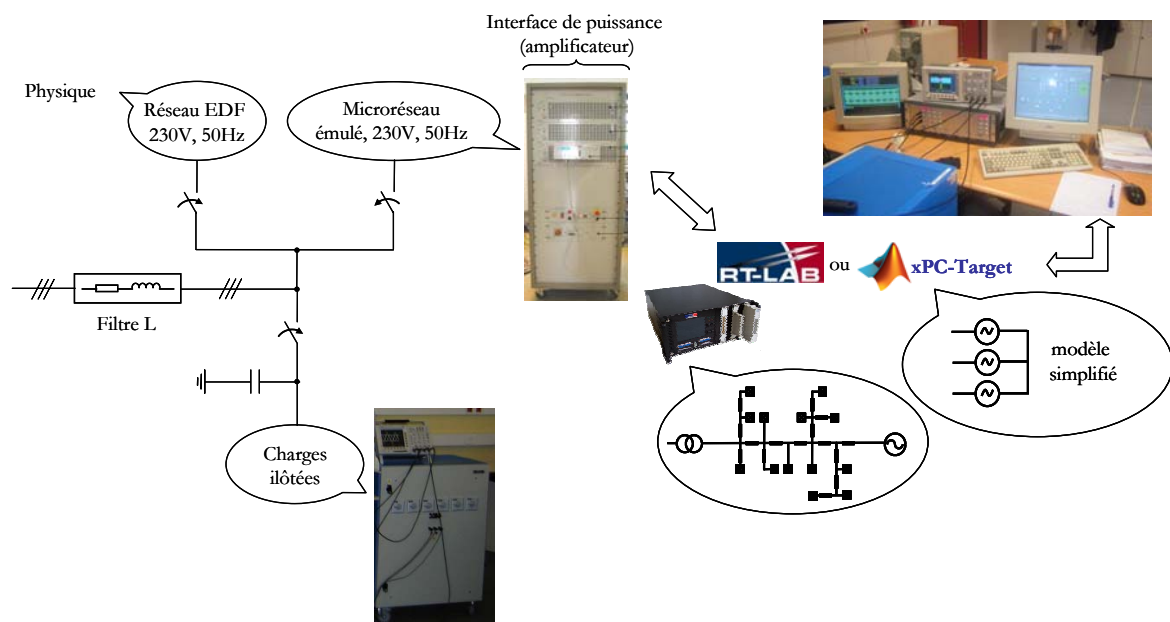 Interface de puissance
(amplificateur)
Physique
Réseau EDF
230V, 50Hz
Microréseau
émulé, 230V, 50Hz
RT-LAB
ou
xPC-Target
Filtre L
modèle
simplifié
Charges
ilôtées